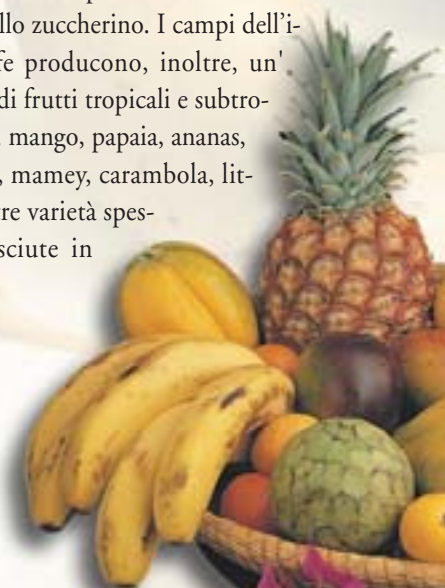 llo zuccherino. I campi dell'i-
fe producono, inoltre, un'
di frutti tropicali e subtro-
mango, papaia, ananas,
, mamey, carambola, lit-
tre varietà spes-
sciute in